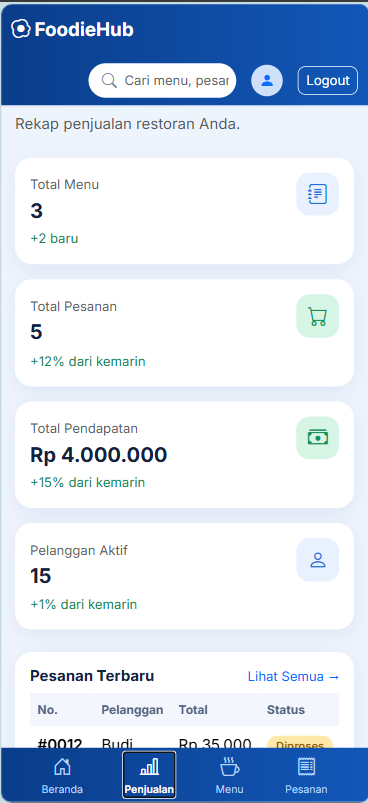 FoodieHub
Cari menu, pesar
Logout
Rekap penjualan restoran Anda.
Total Menu
3
+2 baru
Total Pesanan
5
+12% dari kemarin
Total Pendapatan
Rp 4.000.000
+15% dari kemarin
Pelanggan Aktif
15
+1% dari kemarin
Pesanan Terbaru Lihat Semua →
No. Pelanggan Total Status
#0012 Budi Rp 35.000 Diproses
Beranda Penjualan Menu Pesanan